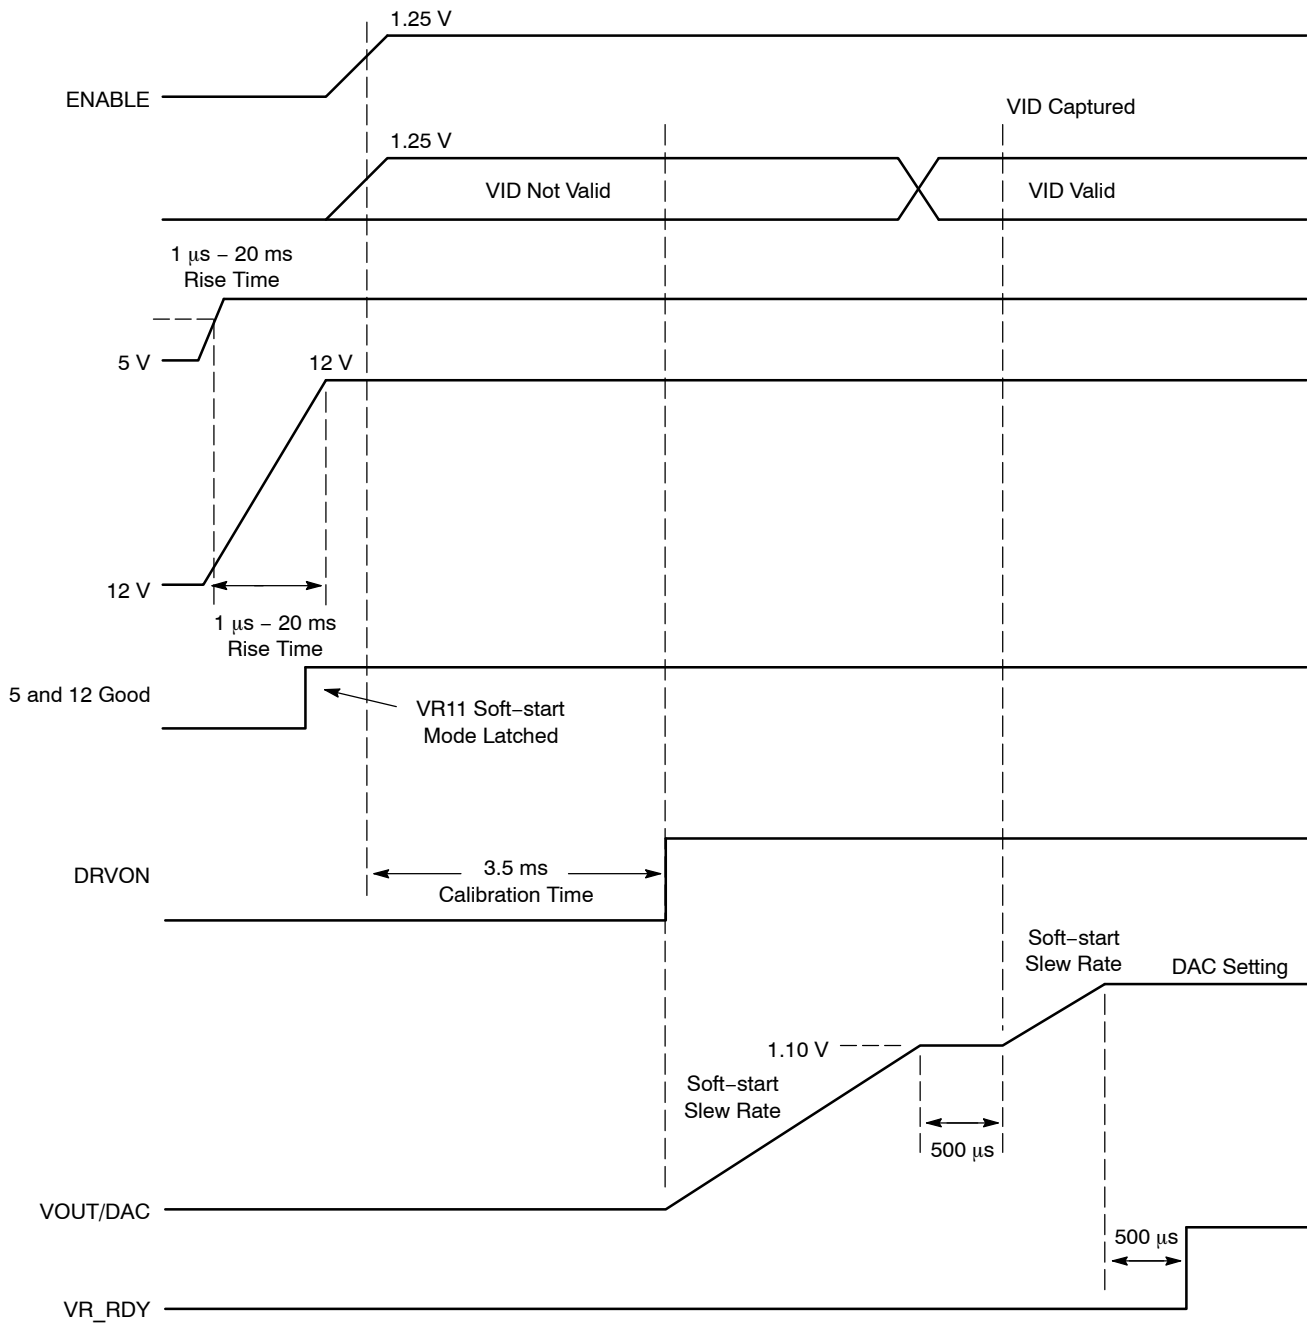 1.25 V
ENABLE
VID Captured
1.25 V
VID Not Valid
VID Valid
1 μs – 20 ms
Rise Time
5 V
12 V
12 V
1 μs – 20 ms
Rise Time
5 and 12 Good
VR11 Soft–start
Mode Latched
DRVON
3.5 ms
Calibration Time
Soft–start
Slew Rate
DAC Setting
1.10 V
Soft–start
Slew Rate
500 μs
VOUT/DAC
500 μs
VR_RDY